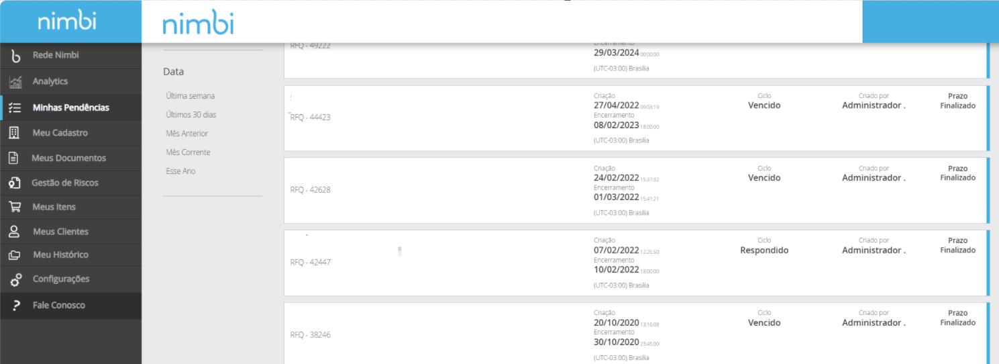 nimbi
nimbi
Rede Nimbi
Analytics
Minhas Pendências
Meu Cadastro
Meus Documentos
Gestão de Riscos
Meus Itens
Meus Clientes
Meu Histórico
Configurações
Fale Conosco
Data
Última semana
Últimos 30 dias
Mês Anterior
Mês Corrente
Esse Ano
RFQ - 49222
Encerramento
29/03/2024 00:00:00
(UTC-03:00) Brasilia
RFQ - 44423
Criação
27/04/2022 09:03:19
Encerramento
08/02/2023 18:00:00
(UTC-03:00) Brasilia
Ciclo
Vencido
Criado por
Administrador .
Prazo
Finalizado
RFQ - 42628
Criação
24/02/2022 15:37:32
Encerramento
01/03/2022 15:41:21
(UTC-03:00) Brasilia
Ciclo
Vencido
Criado por
Administrador .
Prazo
Finalizado
RFQ - 42447
Criação
07/02/2022 12:25:50
Encerramento
10/02/2022 18:00:00
(UTC-03:00) Brasilia
Ciclo
Respondido
Criado por
Administrador .
Prazo
Finalizado
RFQ - 38246
Criação
20/10/2020 13:16:08
Encerramento
30/10/2020 23:45:00
(UTC-03:00) Brasilia
Ciclo
Vencido
Criado por
Administrador .
Prazo
Finalizado